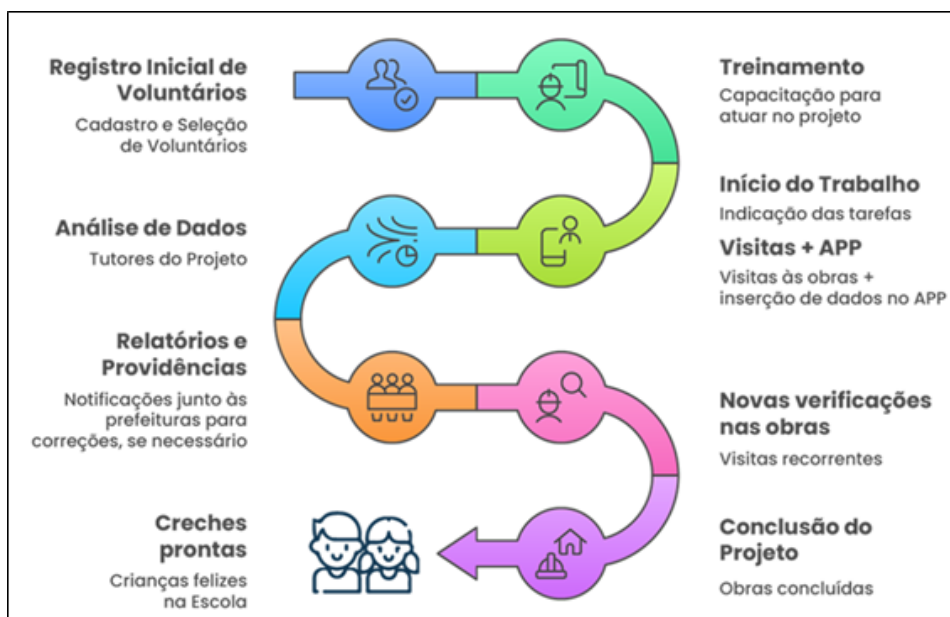 Registro Inicial de
Voluntários
Cadastro e Seleção
de Voluntários
Treinamento
Capacitação para
atuar no projeto
Início do Trabalho
Indicação das tarefas
Visitas + APP
Visitas às obras +
inserção de dados no APP
Análise de Dados
Tutores do Projeto
Relatórios e
Providências
Notificações junto às
prefeituras para
correções, se necessário
Novas verificações
nas obras
Visitas recorrentes
Conclusão do
Projeto
Obras concluídas
Creches
prontas
Crianças felizes
na Escola